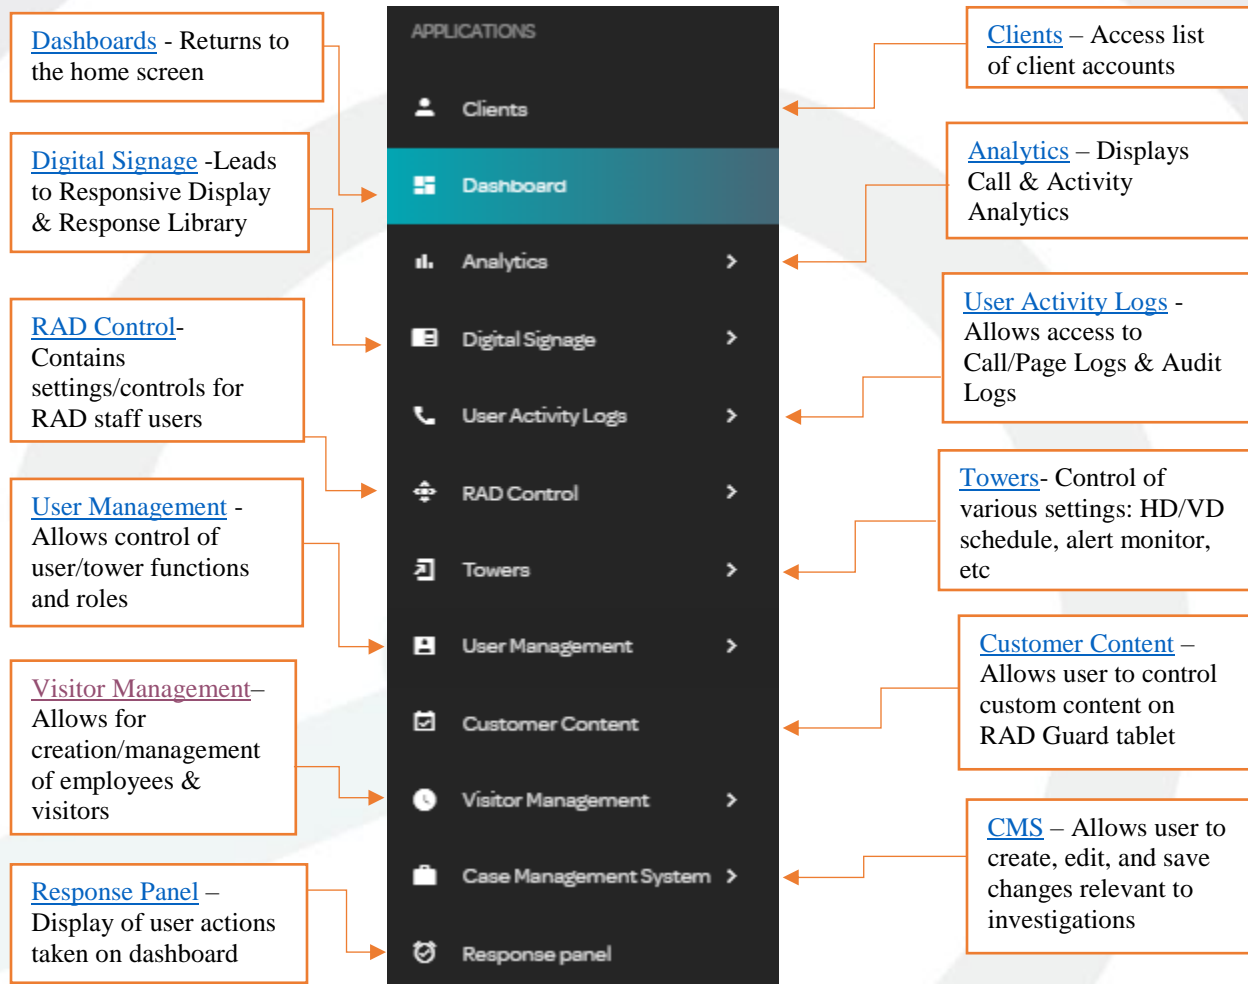 Dashboards - Returns to
the home screen
Digital Signage -Leads
to Responsive Display
& Response Library
RAD Control-
Contains
settings/controls for
RAD staff users
User Management -
Allows control of
user/tower functions
and roles
Visitor Management–
Allows for
creation/management
of employees &
visitors
Response Panel –
Display of user actions
taken on dashboard
APPLICATIONS
Clients
Dashboard
Analytics
Digital Signage
User Activity Logs
RAD Control
Towers
User Management
Customer Content
Visitor Management
Case Management System
Response panel
Clients – Access list
of client accounts
Analytics – Displays
Call & Activity
Analytics
User Activity Logs -
Allows access to
Call/Page Logs & Audit
Logs
Towers- Control of
various settings: HD/VD
schedule, alert monitor,
etc
Customer Content –
Allows user to control
custom content on
RAD Guard tablet
CMS – Allows user to
create, edit, and save
changes relevant to
investigations